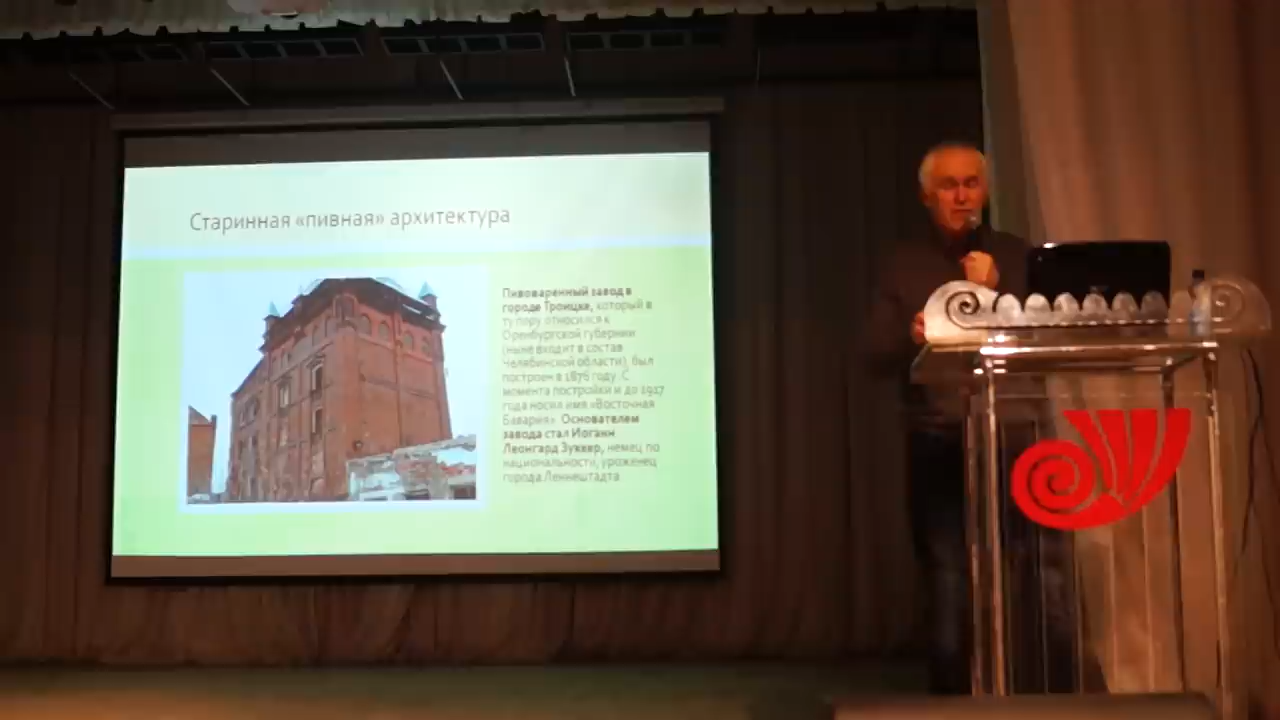 Старинная «пивная» архитектура
Пивоваренный завод в
городе Троицке, который в
ту пору относился к
Оренбургской губернии
(ныне входит в состав
Челябинской области), был
построен в 1876 году. С
момента постройки и до 1917
года носил имя «Восточная
Бавария». Основателем
завода стал Иоганн
Леонгард Зуккер, немец по
национальности, уроженец
города Леннештадта